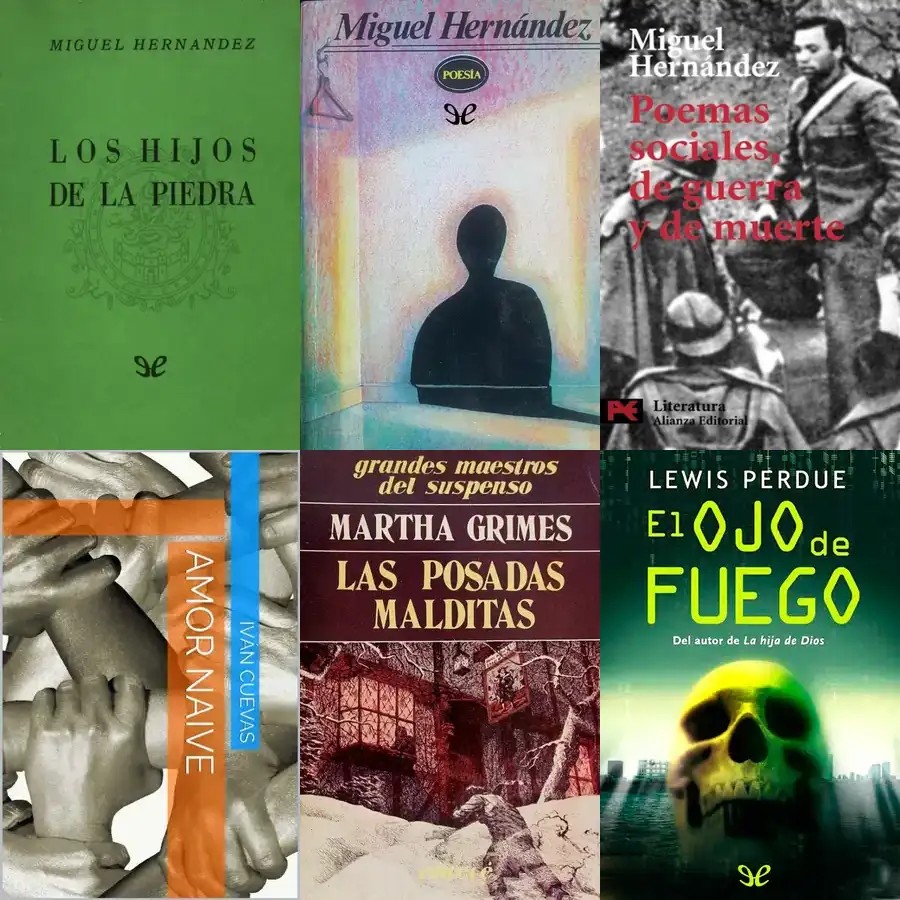 MIGUEL HERNANDEZ
LOS HIJOS
DE LA PIEDRA
Miguel Hernández
POESÍA
Miguel
Hernández
Poemas
sociales,
de guerra
y de muerte
Literatura
Alianza Editorial
AMOR NAIVE
IVAN CUEVAS
grandes maestros
del suspenso
MARTHA GRIMES
LAS POSADAS
MALDITAS
LEWIS PERDUE
El OJO de
FUEGO
Del autor de La hija de Dios